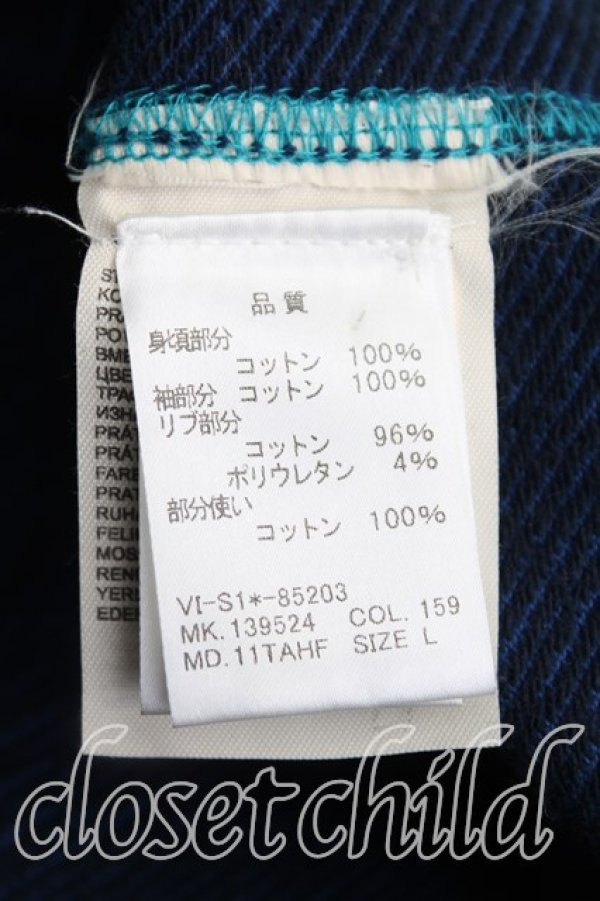 品質
身頃部分
コットン 100%
袖部分 コットン 100%
リブ部分
コットン 96%
ポリウレタン 4%
部分使い
コットン 100%
VI-S1*-85203
MK.139524 COL. 159
MD.11TAHF SIZE L
closet child